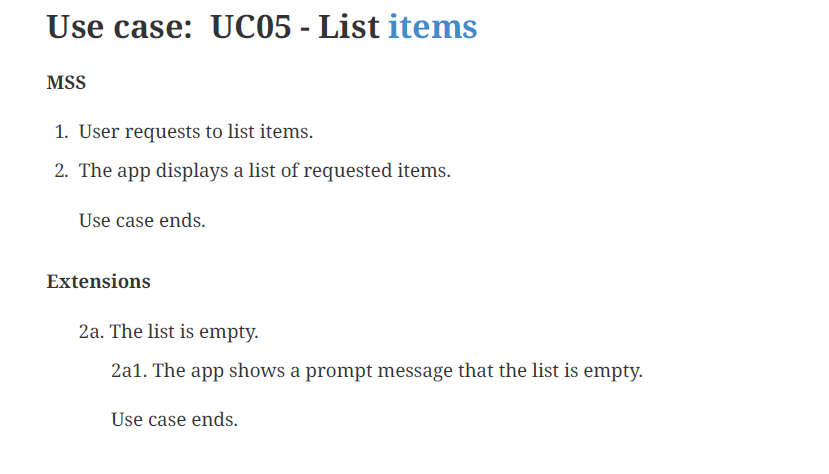 Use case: UC05 - List items
MSS
1. User requests to list items.
2. The app displays a list of requested items.
Use case ends.
Extensions
2a. The list is empty.
2a1. The app shows a prompt message that the list is empty.
Use case ends.